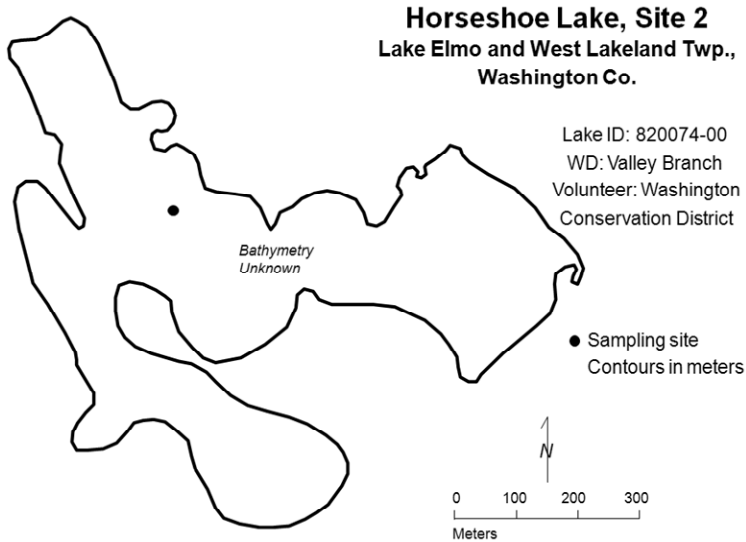 Horseshoe Lake, Site 2
Lake Elmo and West Lakeland Twp.,
Washington Co.
Lake ID: 820074-00
WD: Valley Branch
Volunteer: Washington
Conservation District
Bathymetry
Unknown
Sampling site
Contours in meters
N
0 100 200 300
Meters